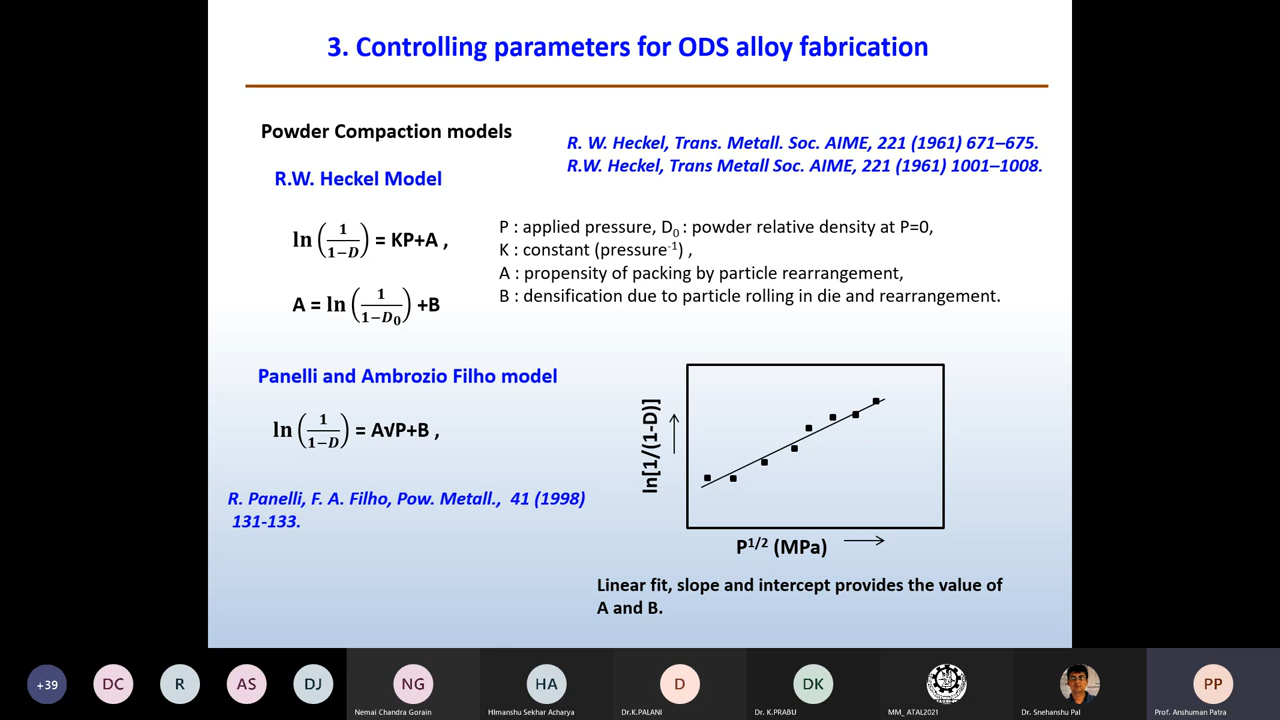 3. Controlling parameters for ODS alloy fabrication
Powder Compaction models
R. W. Heckel, Trans. Metall. Soc. AIME, 221 (1961) 671–675.
R.W. Heckel, Trans Metall Soc. AIME, 221 (1961) 1001–1008.
R.W. Heckel Model
ln(1/(1−D)) = KP+A ,
A = ln(1/(1−D₀)) +B
P : applied pressure, D₀ : powder relative density at P=0,
K : constant (pressure⁻¹) ,
A : propensity of packing by particle rearrangement,
B : densification due to particle rolling in die and rearrangement.
Panelli and Ambrozio Filho model
ln(1/(1−D)) = A√P+B ,
R. Panelli, F. A. Filho, Pow. Metall., 41 (1998)
131-133.
ln[1/(1-D)]
P^1/2 (MPa)
Linear fit, slope and intercept provides the value of
A and B.
+39
DC
R
AS
DJ
NG
HA
D
DK
PP
Nemai Chandra Gorain
HImanshu Sekhar Acharya
Dr.K.PALANI
Dr. K.PRABU
MM_ ATAL2021
Dr. Snehanshu Pal
Prof. Anshuman Patra